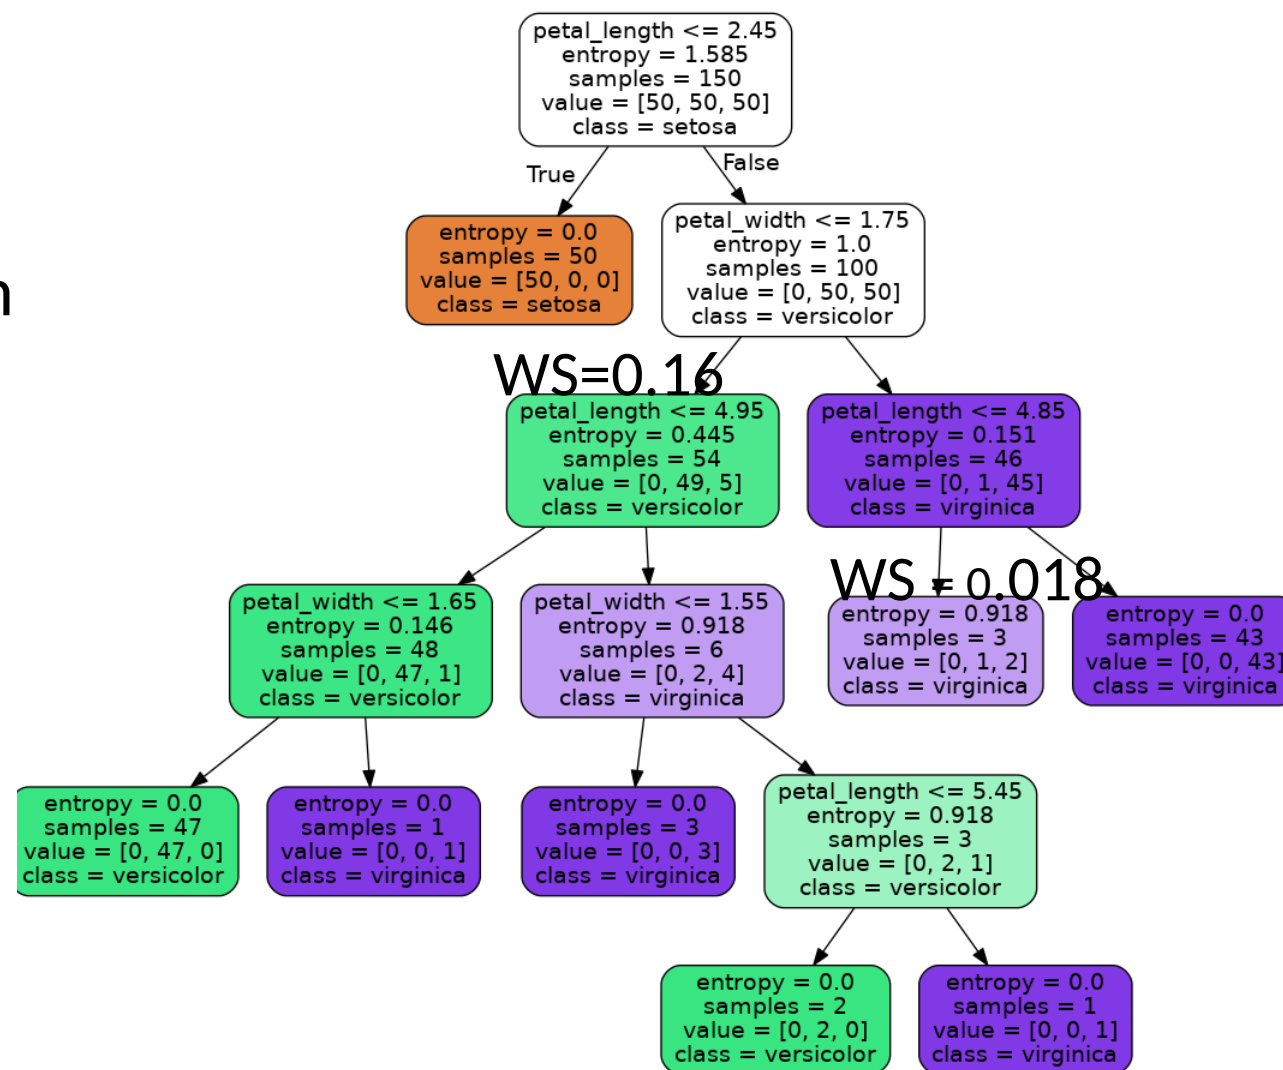 petal_length <= 2.45
entropy = 1.585
samples = 150
value = [50, 50, 50]
class = setosa
True
False
entropy = 0.0
samples = 50
value = [50, 0, 0]
class = setosa
petal_width <= 1.75
entropy = 1.0
samples = 100
value = [0, 50, 50]
class = versicolor
n
WS=0.16
petal_length <= 4.95
entropy = 0.445
samples = 54
value = [0, 49, 5]
class = versicolor
petal_length <= 4.85
entropy = 0.151
samples = 46
value = [0, 1, 45]
class = virginica
WS = 0.018
petal_width <= 1.65
entropy = 0.146
samples = 48
value = [0, 47, 1]
class = versicolor
petal_width <= 1.55
entropy = 0.918
samples = 6
value = [0, 2, 4]
class = virginica
entropy = 0.918
samples = 3
value = [0, 1, 2]
class = virginica
entropy = 0.0
samples = 43
value = [0, 0, 43]
class = virginica
entropy = 0.0
samples = 47
value = [0, 47, 0]
class = versicolor
entropy = 0.0
samples = 1
value = [0, 0, 1]
class = virginica
entropy = 0.0
samples = 3
value = [0, 0, 3]
class = virginica
petal_length <= 5.45
entropy = 0.918
samples = 3
value = [0, 2, 1]
class = versicolor
entropy = 0.0
samples = 2
value = [0, 2, 0]
class = versicolor
entropy = 0.0
samples = 1
value = [0, 0, 1]
class = virginica